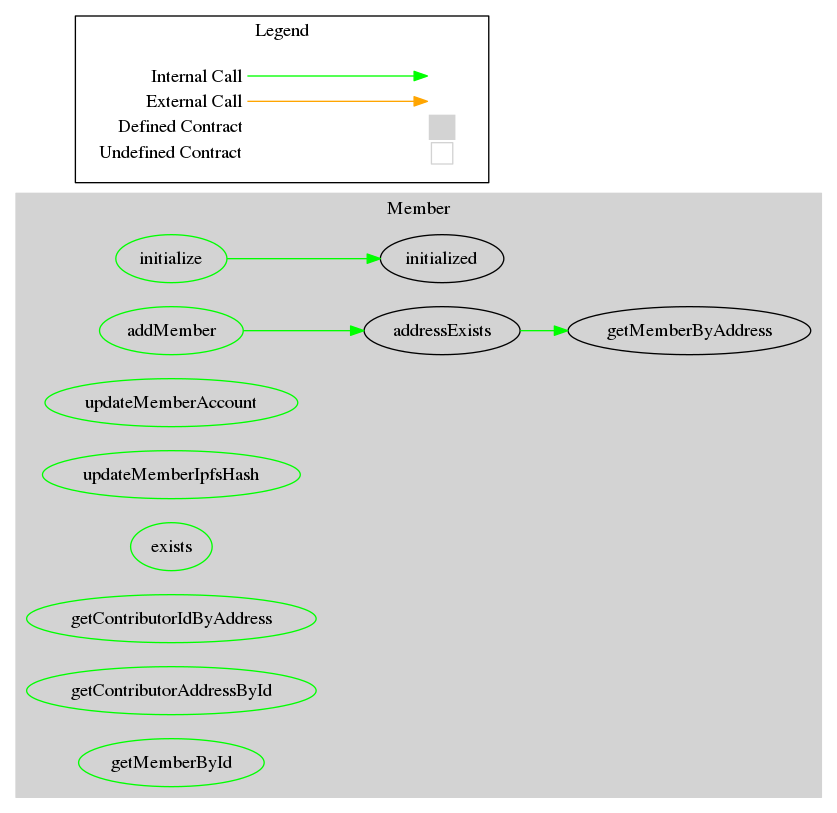 Legend
Internal Call
External Call
Defined Contract
Undefined Contract
Member
initialize initialized
addMember addressExists getMemberByAddress
updateMemberAccount
updateMemberIpfsHash
exists
getContributorIdByAddress
getContributorAddressById
getMemberById